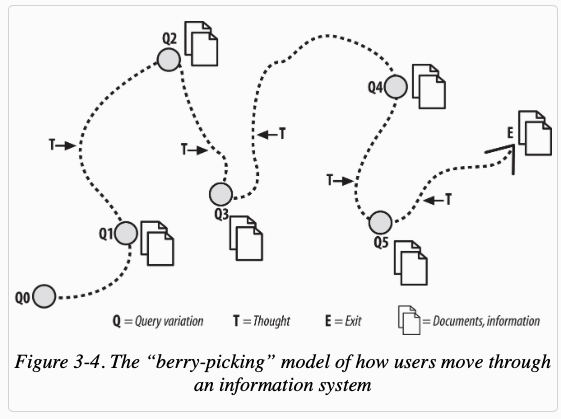 Q2
Q4
T
T
T
E
T
Q3
T
Q1
Q5
Q0
Q = Query variation T = Thought E = Exit = Documents, information
Figure 3-4. The “berry-picking” model of how users move through
an information system